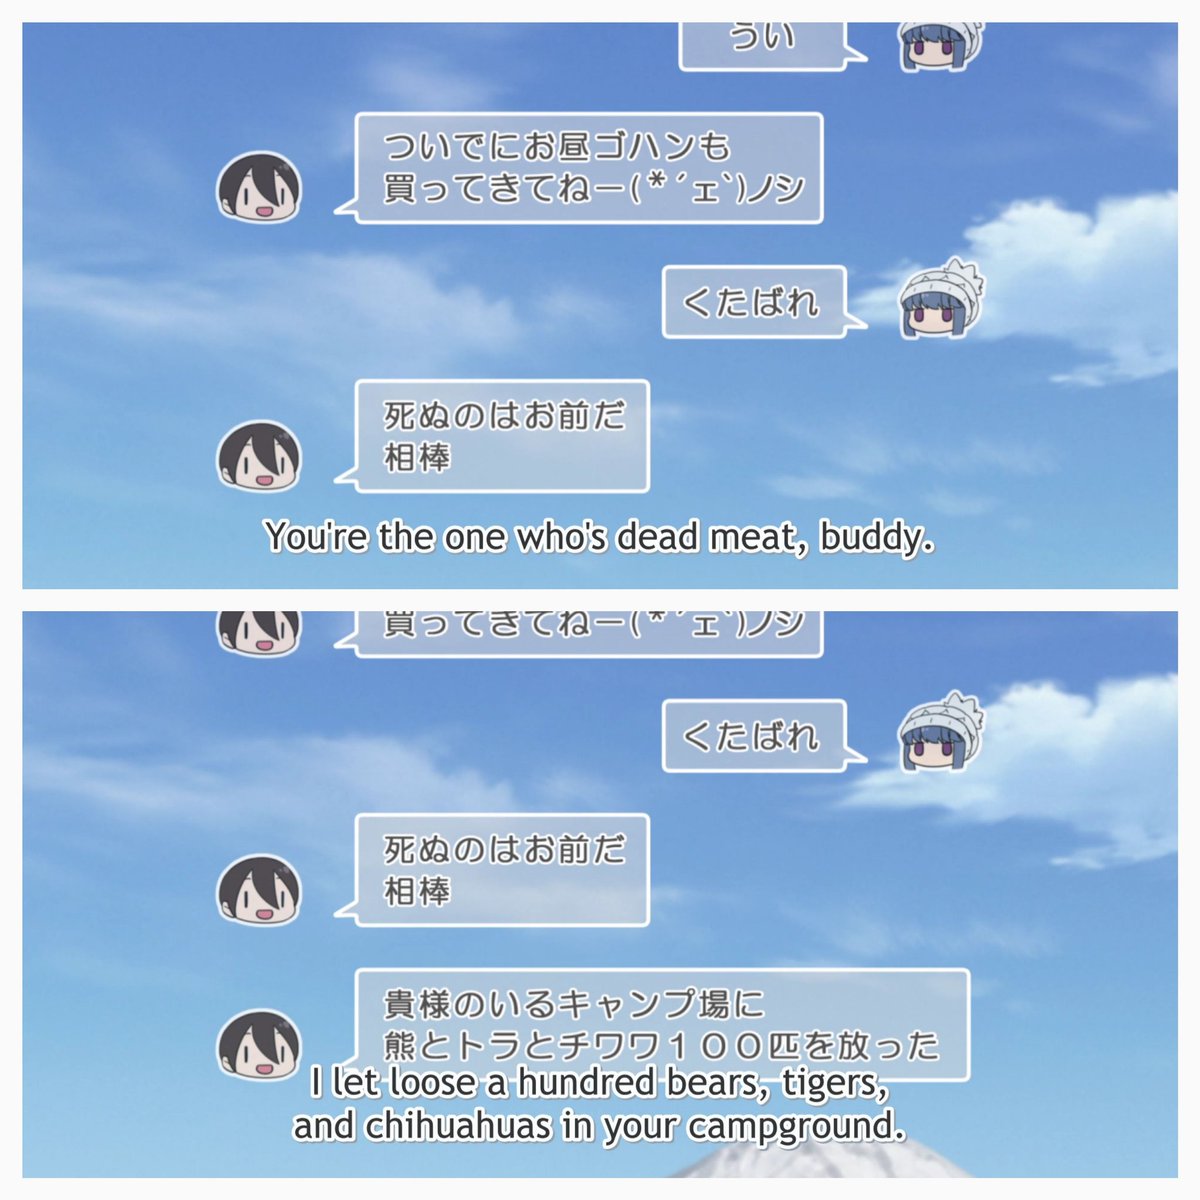 うい
ついでにお昼ゴハンも
買ってきてねー(*´ェ`)ノシ
くたばれ
死ぬのはお前だ
相棒
You're the one who's dead meat, buddy.
買ってきてねー(*´ェ`)ノシ
くたばれ
死ぬのはお前だ
相棒
貴様のいるキャンプ場に
熊とトラとチワワ100匹を放った
I let loose a hundred bears, tigers,
and chihuahuas in your campground.